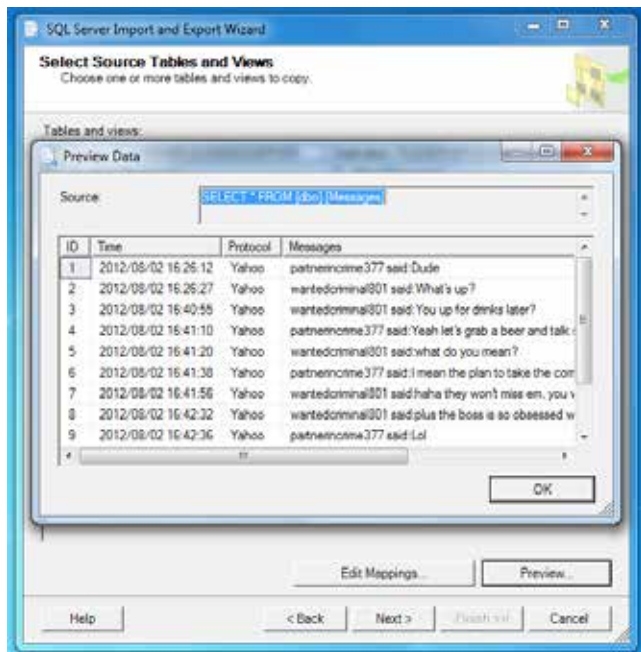 SQL Server Import and Export Wizard
Select Source Tables and Views
Choose one or more tables and views to copy.
Tables and views:
Preview Data
Source: SELECT * FROM [dbo].[Messages]
ID Time Protocol Messages
1 2012/08/02 16:26:12 Yahoo partnerincrime377 said:Dude
2 2012/08/02 16:26:27 Yahoo wantedcriminal801 said:What's up?
3 2012/08/02 16:40:55 Yahoo wantedcriminal801 said:You up for drinks later?
4 2012/08/02 16:41:10 Yahoo partnerincrime377 said:Yeah let's grab a beer and talk
5 2012/08/02 16:41:20 Yahoo wantedcriminal801 said:what do you mean?
6 2012/08/02 16:41:38 Yahoo partnerincrime377 said:I mean the plan to take the com
7 2012/08/02 16:41:56 Yahoo wantedcriminal801 said:haha they won't miss em, you
8 2012/08/02 16:42:32 Yahoo wantedcriminal801 said:plus the boss is so obsessed w
9 2012/08/02 16:42:36 Yahoo partnerincrime377 said:Lol
OK
Edit Mappings... Preview...
Help < Back Next > Cancel